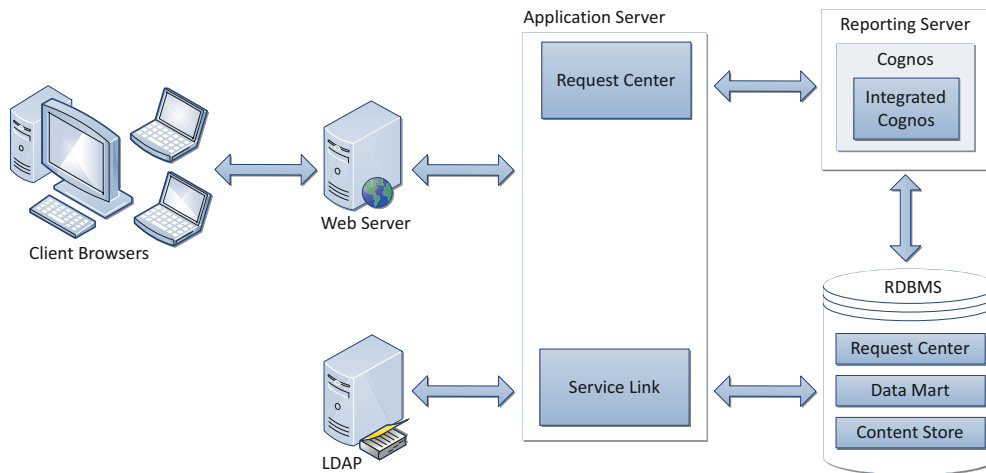 Application Server
Request Center
Reporting Server
Cognos
Integrated
Cognos
Web Server
Client Browsers
RDBMS
Request Center
Data Mart
Content Store
Service Link
LDAP